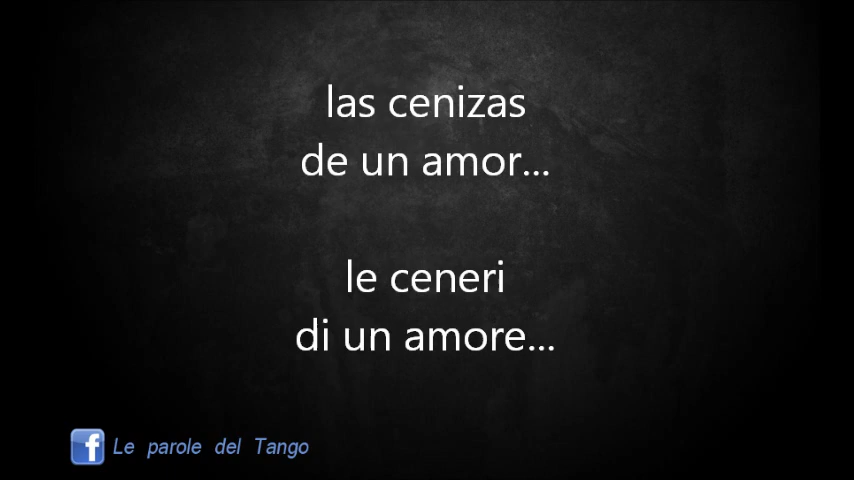 las cenizas
de un amor...
le ceneri
di un amore...
f Le parole del Tango